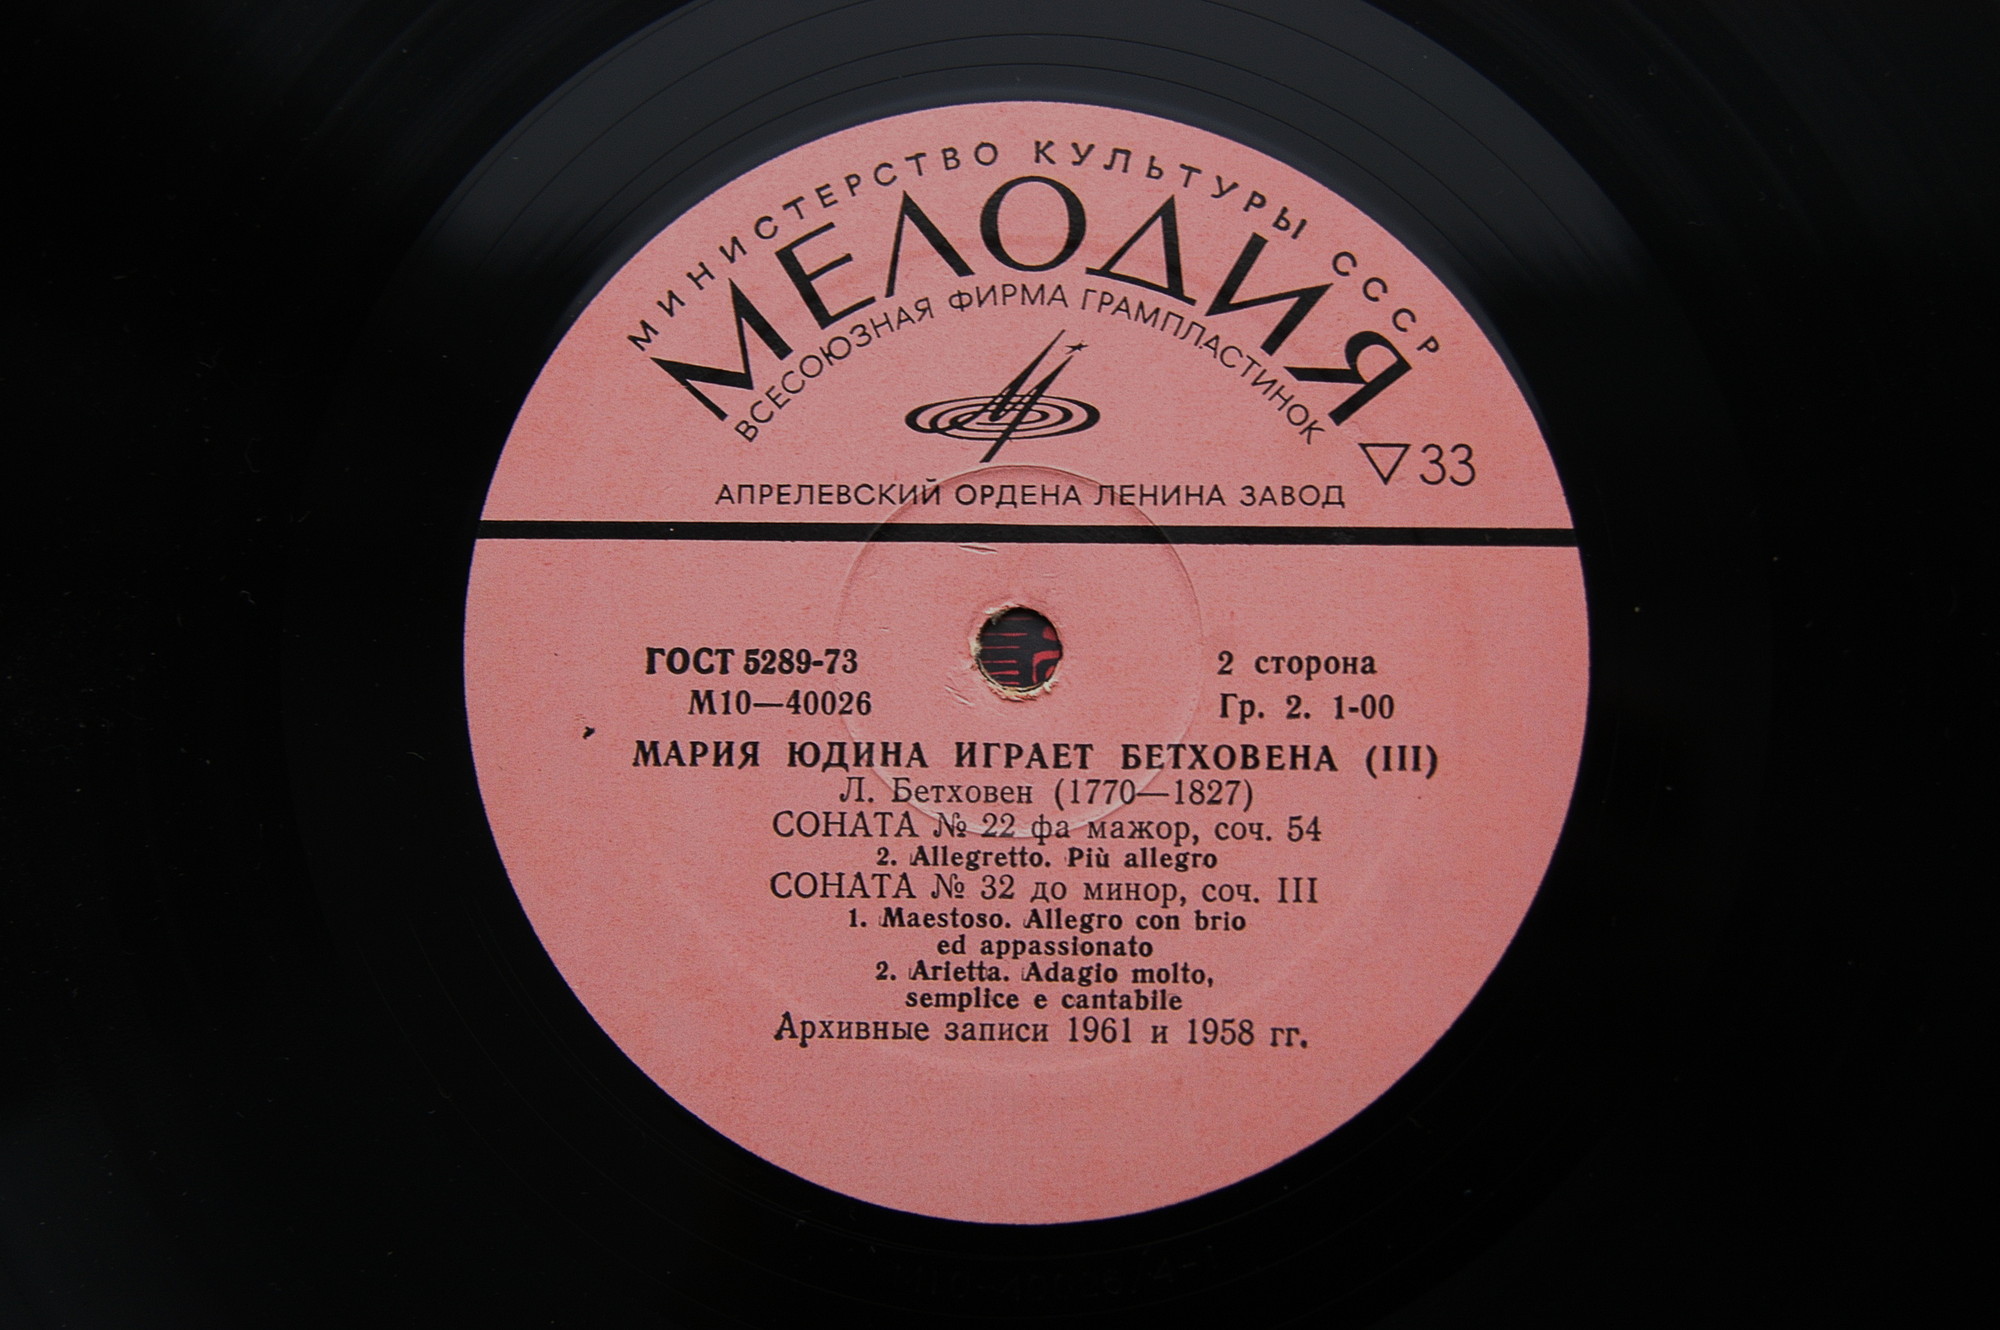 МИНИСТЕРСТВО КУЛЬТУРЫ СССР
МЕЛОДИЯ
ВСЕСОЮЗНАЯ ФИРМА ГРАМПЛАСТИНОК
▽33
АПРЕЛЕВСКИЙ ОРДЕНА ЛЕНИНА ЗАВОД
ГОСТ 5289-73
М10—40026
2 сторона
Гр. 2. 1-00
МАРИЯ ЮДИНА ИГРАЕТ БЕТХОВЕНА (III)
Л. Бетховен (1770—1827)
СОНАТА № 22 фа мажор, соч. 54
2. Allegretto. Più allegro
СОНАТА № 32 до минор, соч. III
1. Maestoso. Allegro con brio
ed appassionato
2. Arietta. Adagio molto,
semplice e cantabile
Архивные записи 1961 и 1958 гг.